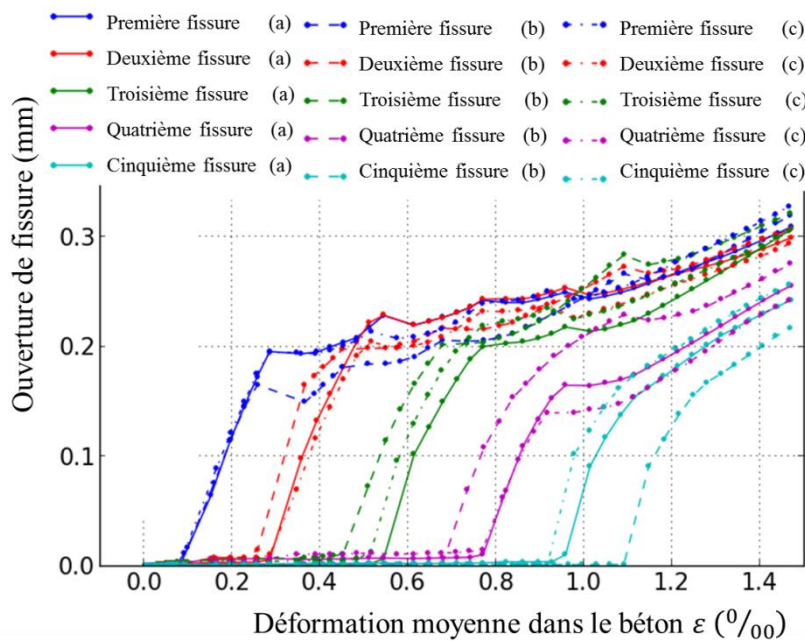 Première fissure (a) Première fissure (b) Première fissure (c)
Deuxième fissure (a) Deuxième fissure (b) Deuxième fissure (c)
Troisième fissure (a) Troisième fissure (b) Troisième fissure (c)
Quatrième fissure (a) Quatrième fissure (b) Quatrième fissure (c)
Cinquième fissure (a) Cinquième fissure (b) Cinquième fissure (c)
Ouverture de fissure (mm)
0.3
0.2
0.1
0.0
0.0 0.2 0.4 0.6 0.8 1.0 1.2 1.4
Déformation moyenne dans le béton ε (0/00)